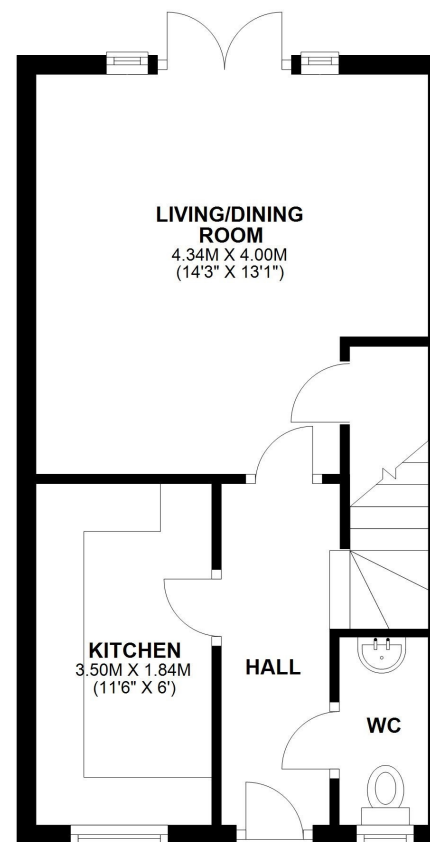 LIVING/DINING
ROOM
4.34M X 4.00M
(14'3" X 13'1")
KITCHEN
3.50M X 1.84M
(11'6" X 6')
HALL
WC